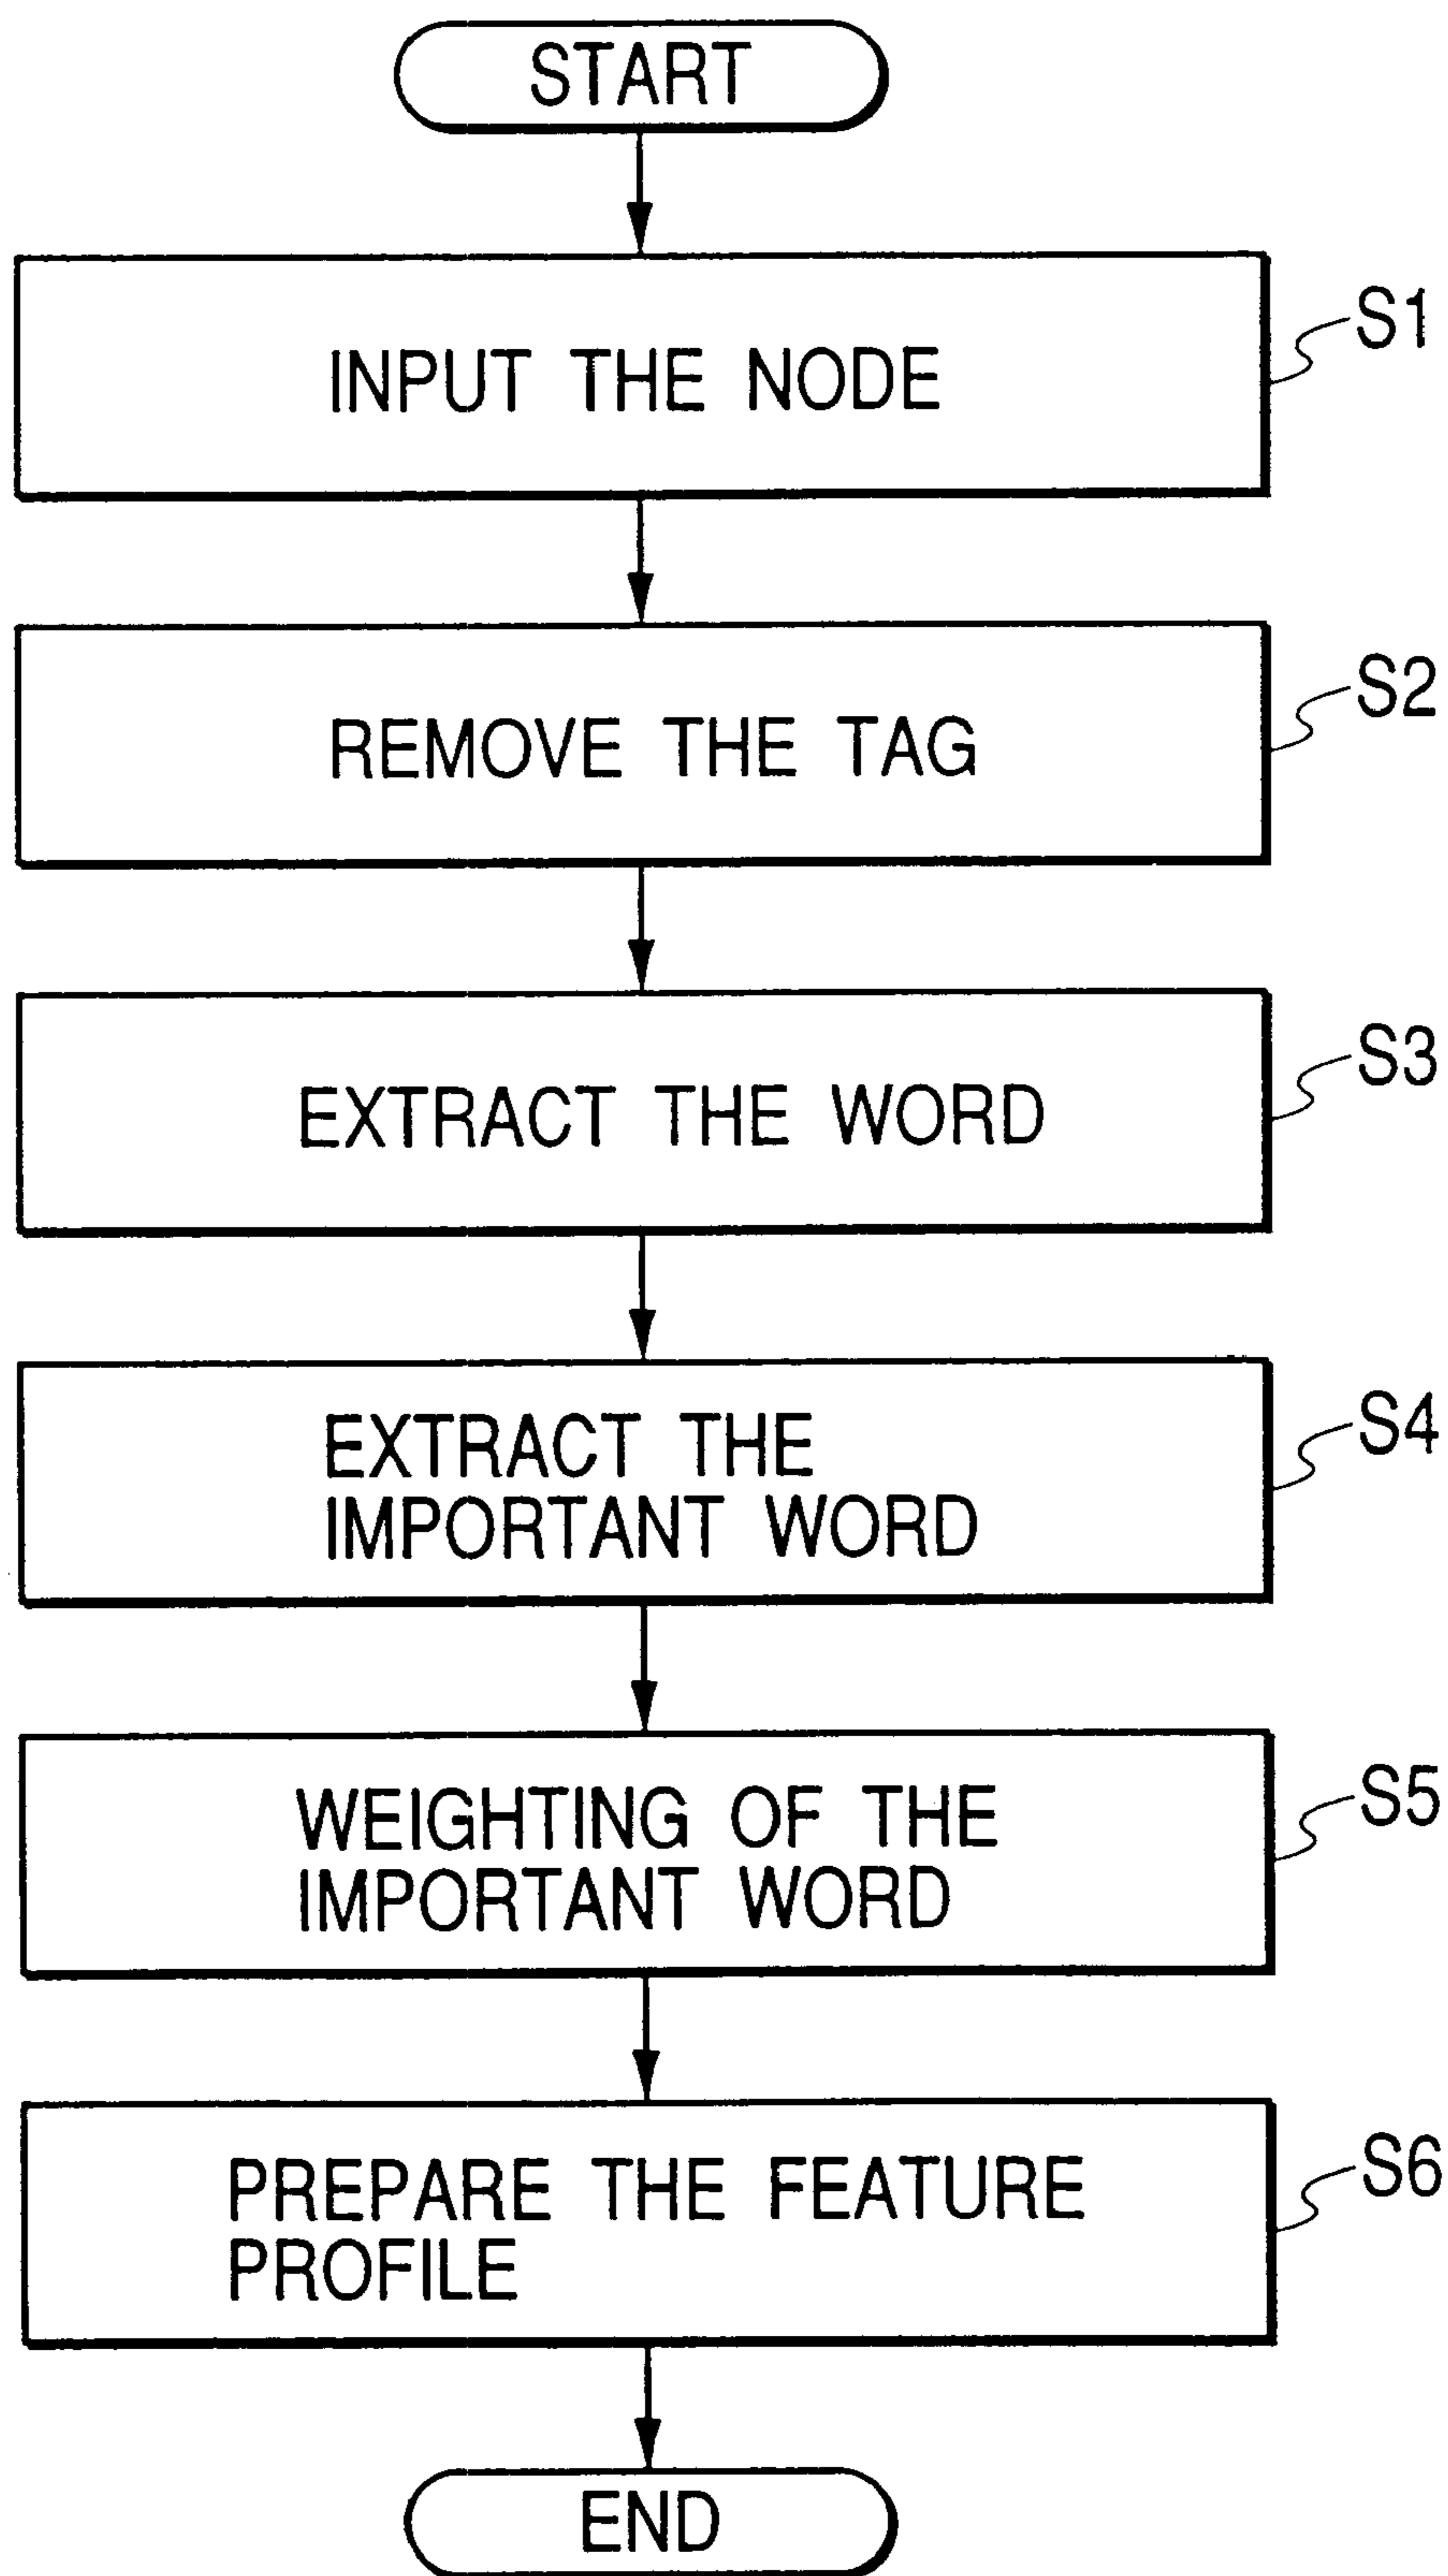 START
INPUT THE NODE
S1
REMOVE THE TAG
S2
EXTRACT THE WORD
S3
EXTRACT THE
IMPORTANT WORD
S4
WEIGHTING OF THE
IMPORTANT WORD
S5
PREPARE THE FEATURE
PROFILE
S6
END